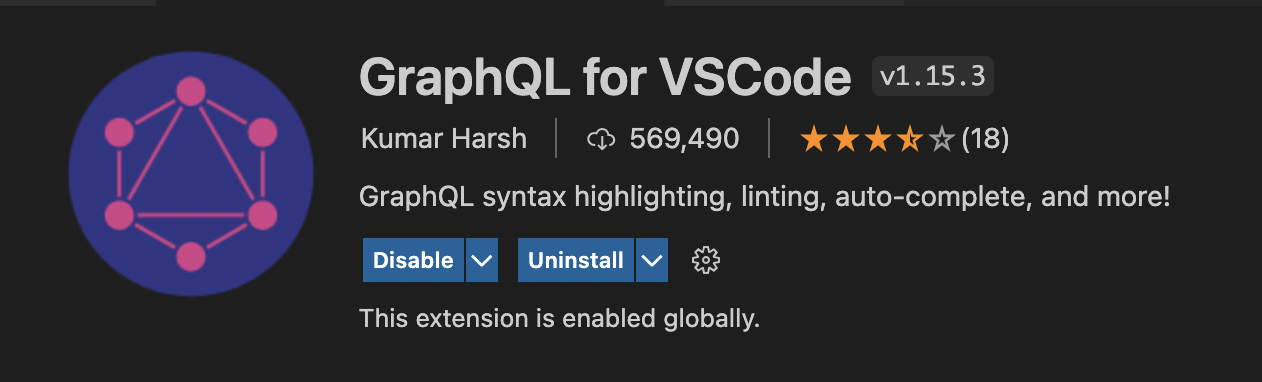 GraphQL for VSCode v1.15.3
Kumar Harsh 569,490 (18)
GraphQL syntax highlighting, linting, auto-complete, and more!
Disable Uninstall
This extension is enabled globally.